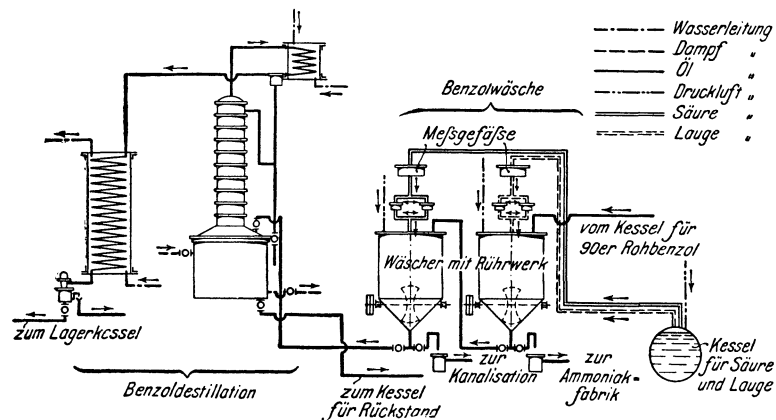 Wasserleitung
Dampf "
Öl "
Druckluft "
Säure "
Lauge "
Benzolwäsche
Meßgefäße
vom Kessel für
90er Rohbenzol
Wäscher mit Rührwerk
zum Lagerkessel
Benzoldestillation
zum Kessel
für Rückstand
zur
Kanalisation
zur
Ammoniak-
fabrik
Kessel
für Säure
und Lauge